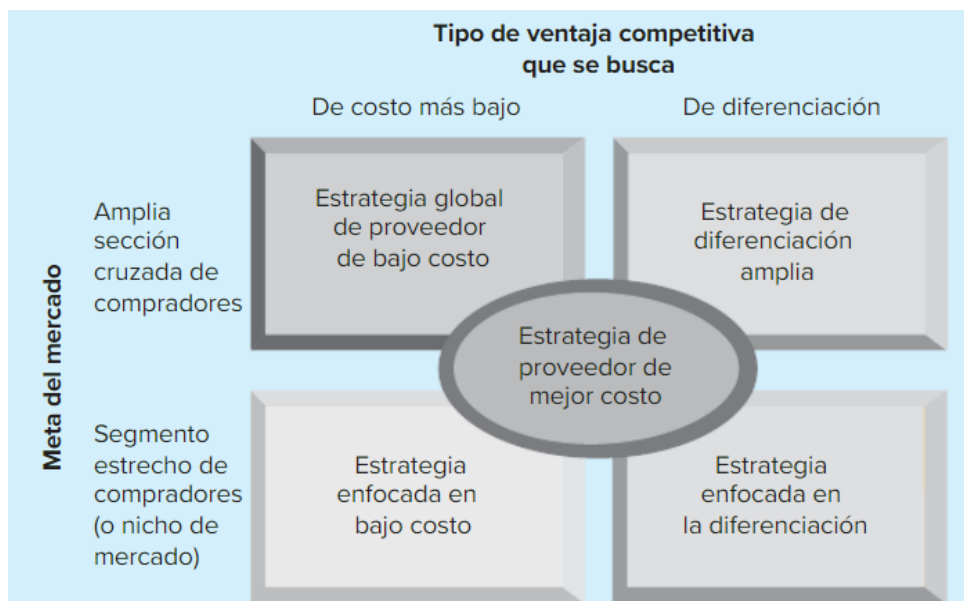 Tipo de ventaja competitiva
que se busca
De costo más bajo
De diferenciación
Meta del mercado
Amplia
sección
cruzada de
compradores
Estrategia global
de proveedor
de bajo costo
Estrategia de
diferenciación
amplia
Estrategia de
proveedor de
mejor costo
Segmento
estrecho de
compradores
(o nicho de
mercado)
Estrategia
enfocada en
bajo costo
Estrategia
enfocada en
la diferenciación